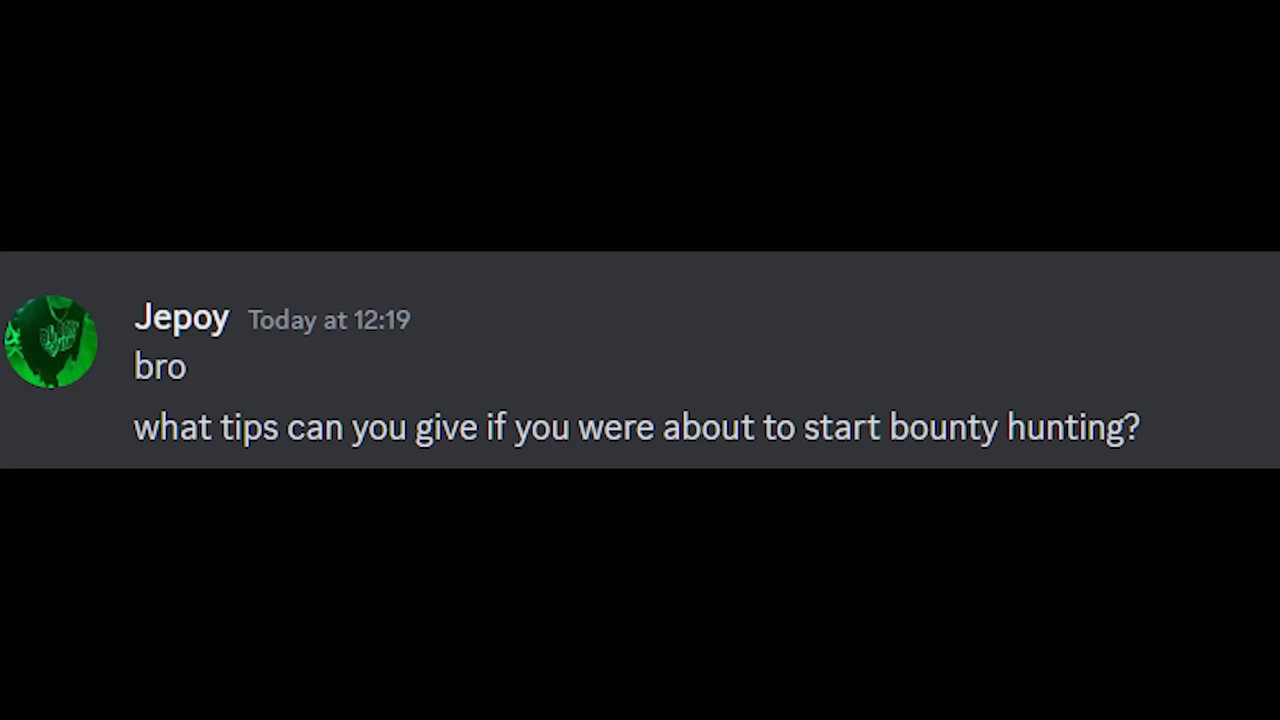 Jepoy Today at 12:19
bro
what tips can you give if you were about to start bounty hunting?